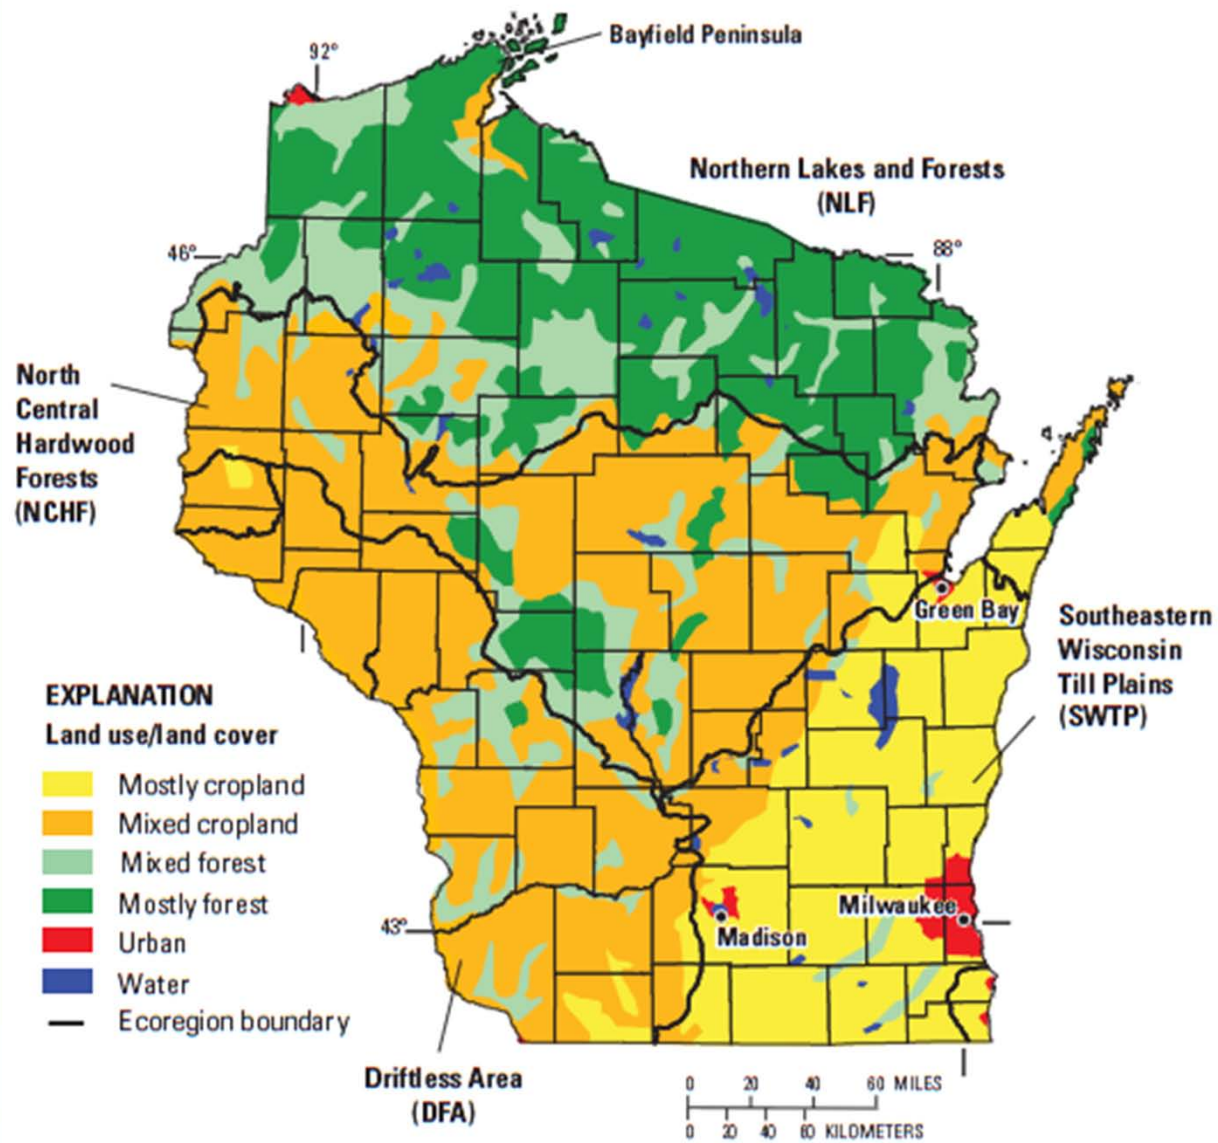 Bayfield Peninsula
92°
Northern Lakes and Forests
(NLF)
46°
88°
North
Central
Hardwood
Forests
(NCHF)
Green Bay
Southeastern
Wisconsin
Till Plains
(SWTP)
EXPLANATION
Land use/land cover
Mostly cropland
Mixed cropland
Mixed forest
Mostly forest
Urban
Water
Ecoregion boundary
43°
Milwaukee
Madison
Driftless Area
(DFA)
0 20 40 60 MILES
0 20 40 60 KILOMETERS